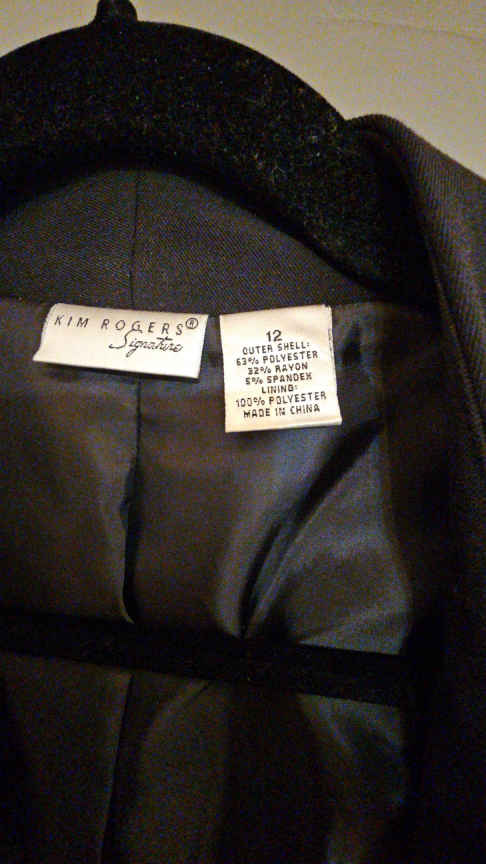 KIM ROGERS®
Signature
12
OUTER SHELL:
63% POLYESTER
32% RAYON
5% SPANDEX
LINING:
100% POLYESTER
MADE IN CHINA